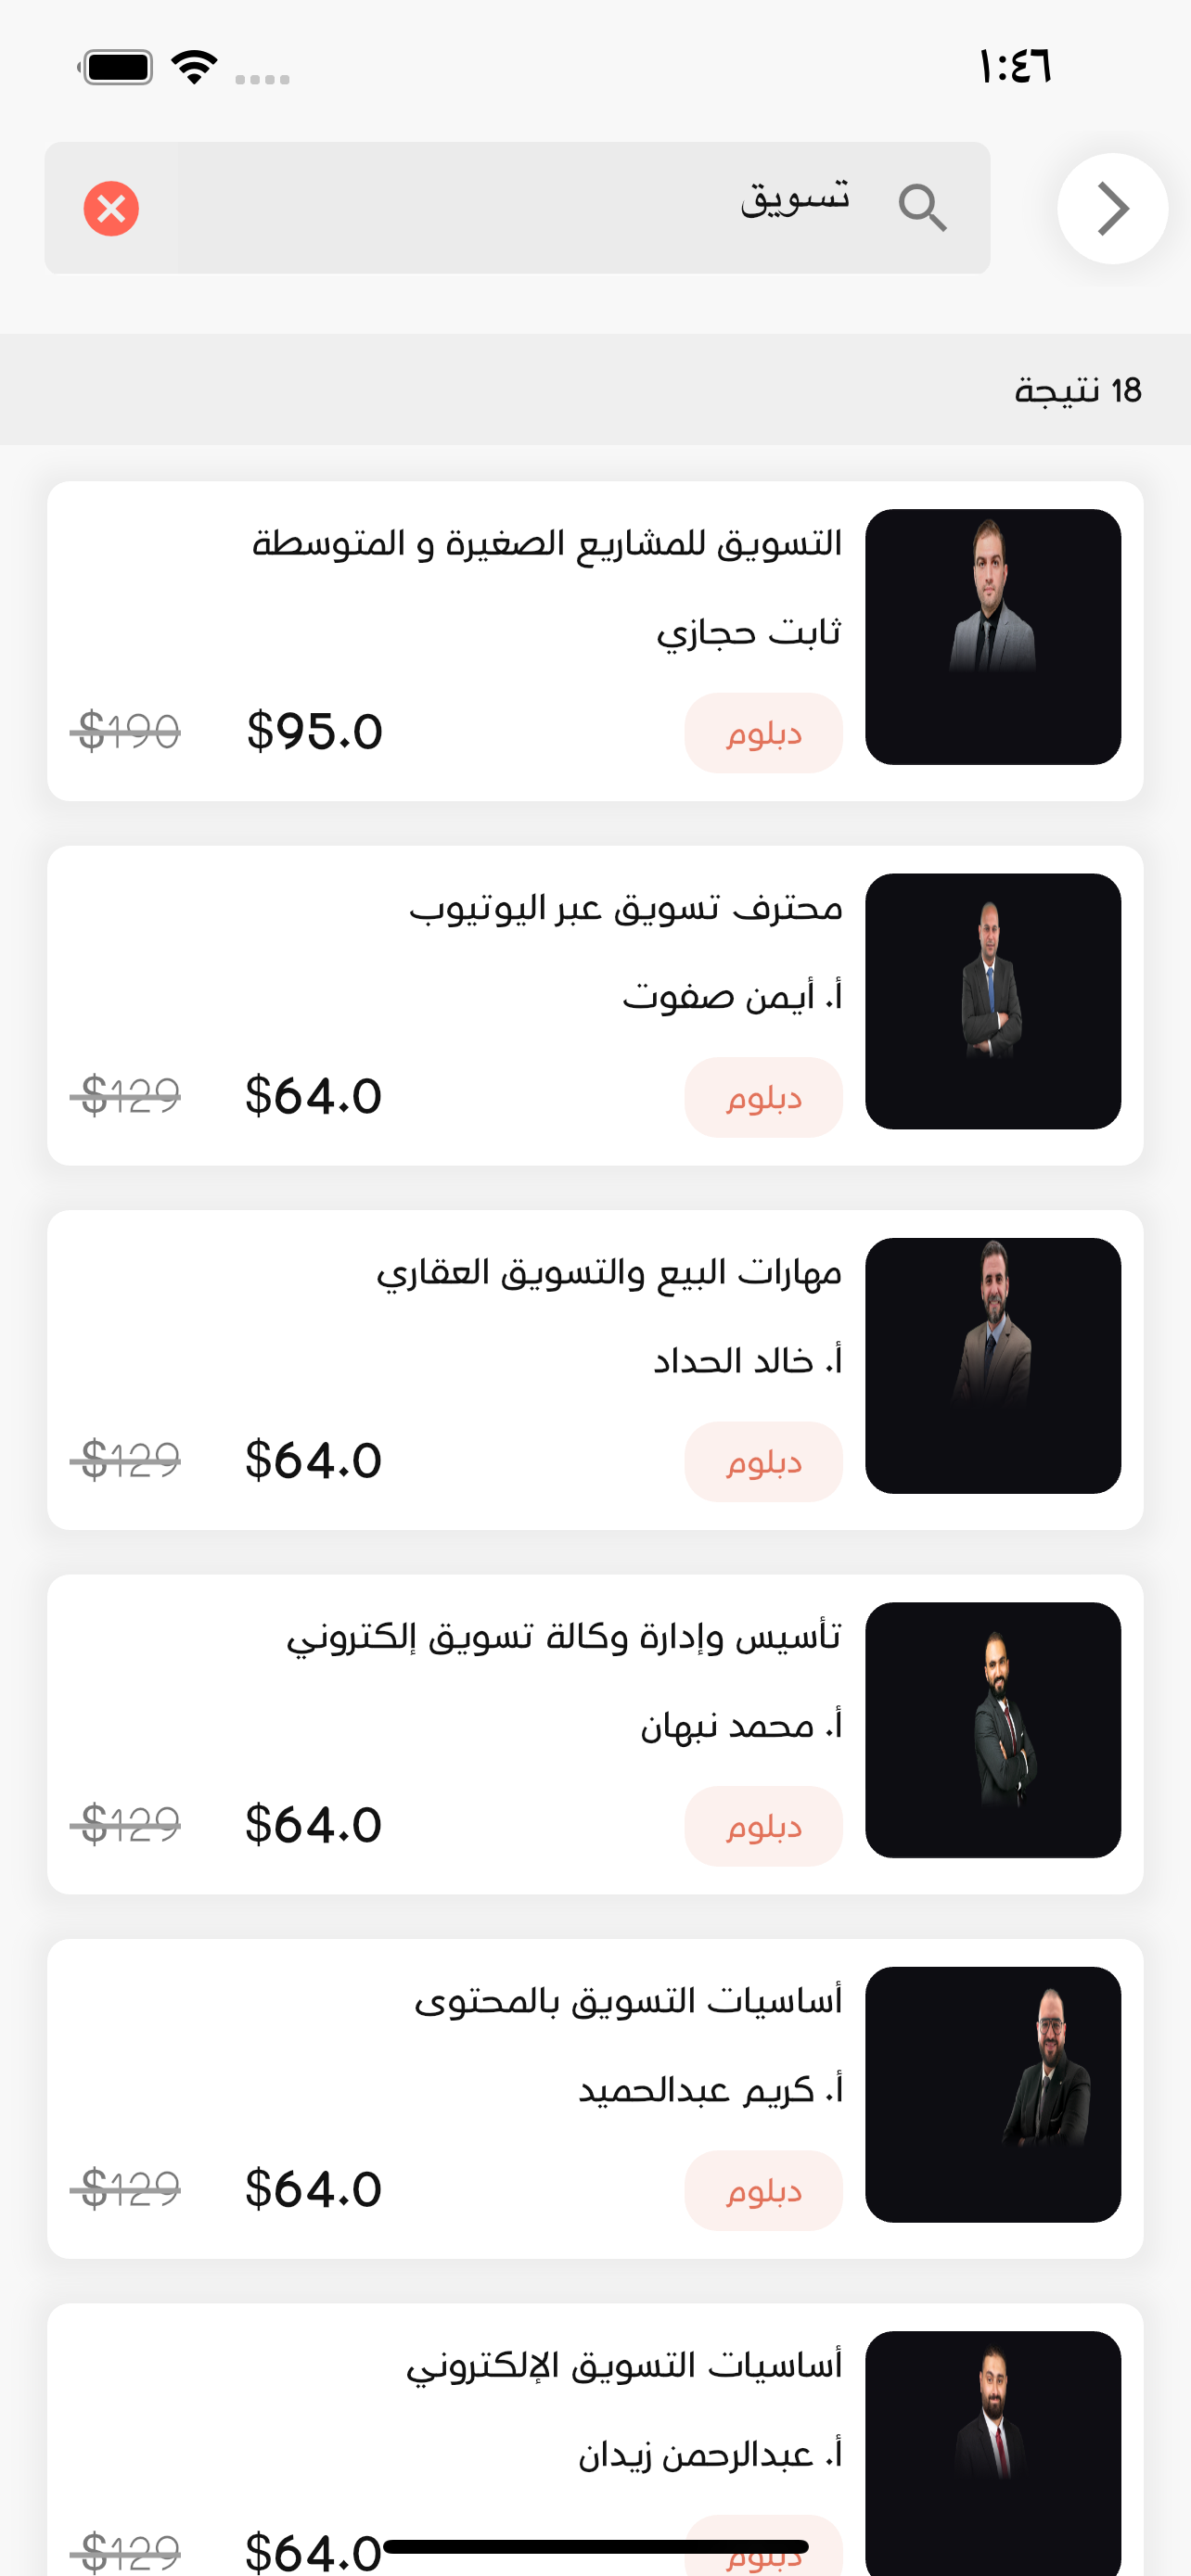 ١:٤٦
تسويق
18 نتيجة
التسويق للمشاريع الصغيرة و المتوسطة
ثابت حجازي
دبلوم
$95.0
$190
محترف تسويق عبر اليوتيوب
أ. أيمن صفوت
دبلوم
$64.0
$129
مهارات البيع والتسويق العقاري
أ. خالد الحداد
دبلوم
$64.0
$129
تأسيس وإدارة وكالة تسويق إلكتروني
أ. محمد نبهان
دبلوم
$64.0
$129
أساسيات التسويق بالمحتوى
أ. كريم عبدالحميد
دبلوم
$64.0
$129
أساسيات التسويق الإلكتروني
أ. عبدالرحمن زيدان
دبلوم
$64.0
$129